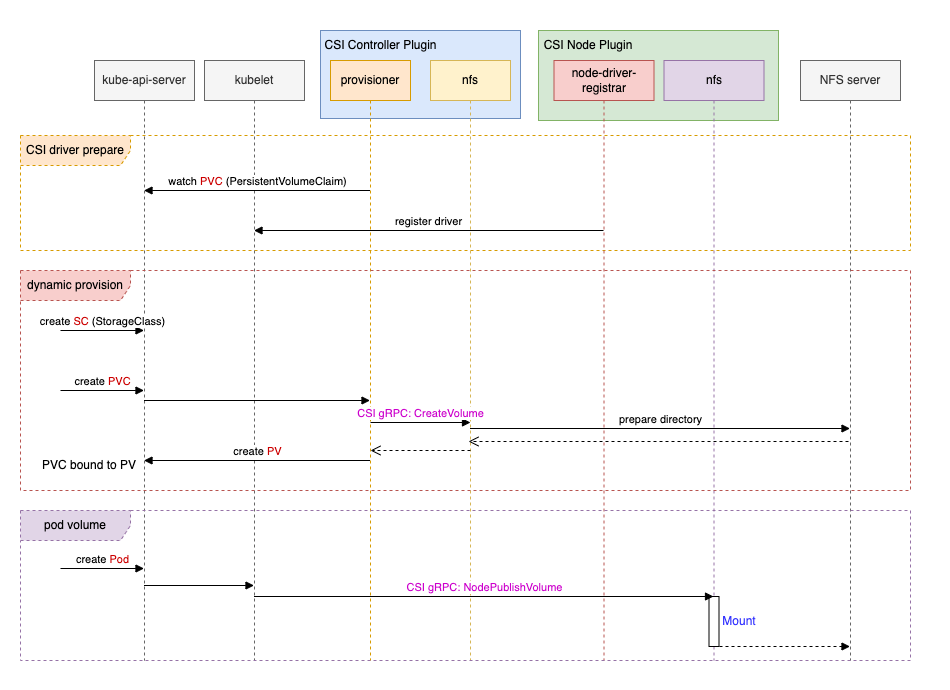 CSI Controller Plugin
CSI Node Plugin
kube-api-server
kubelet
provisioner
nfs
node-driver-
registrar
nfs
NFS server
CSI driver prepare
watch PVC (PersistentVolumeClaim)
register driver
dynamic provision
create SC (StorageClass)
create PVC
CSI gRPC: CreateVolume
prepare directory
create PV
PVC bound to PV
pod volume
create Pod
CSI gRPC: NodePublishVolume
Mount